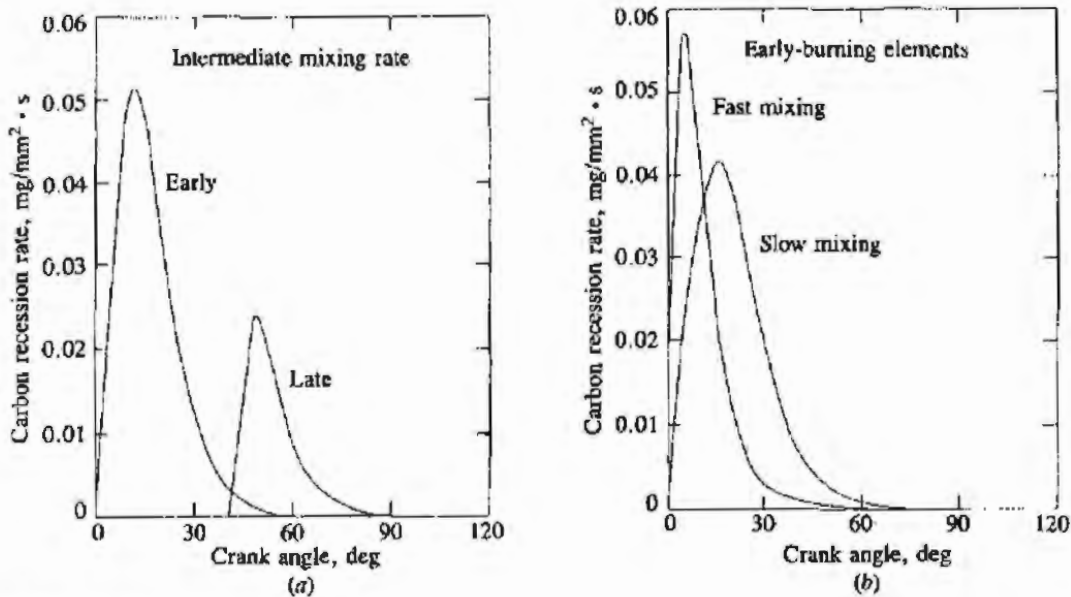 0.06
0.05
0.04
0.03
0.02
0.01
0
Carbon recession rate, mg/mm² • s
Intermediate mixing rate
Early
Late
0
30
60
90
120
Crank angle, deg
(a)
0.06
0.05
0.04
0.03
0.02
0.01
0
Carbon recession rate, mg/mm² • s
Early-burning elements
Fast mixing
Slow mixing
0
30
60
90
120
Crank angle, deg
(b)